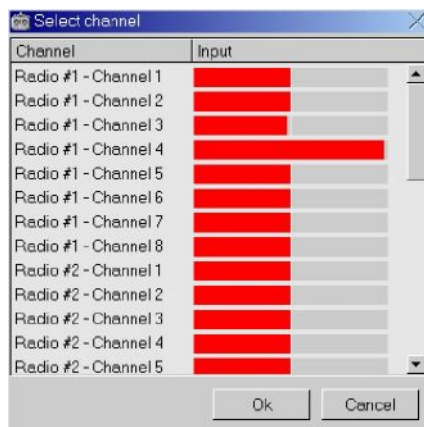 Select channel
Channel Input
Radio #1 - Channel 1
Radio #1 - Channel 2
Radio #1 - Channel 3
Radio #1 - Channel 4
Radio #1 - Channel 5
Radio #1 - Channel 6
Radio #1 - Channel 7
Radio #1 - Channel 8
Radio #2 - Channel 1
Radio #2 - Channel 2
Radio #2 - Channel 3
Radio #2 - Channel 4
Radio #2 - Channel 5
Ok Cancel